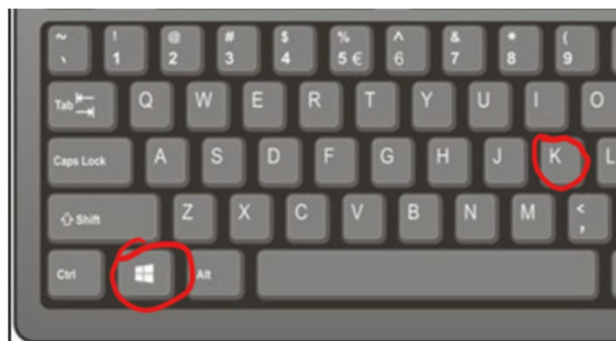 ~ ! @ # $ % ^ & * (
` 1 2 3 4 5 € 6 7 8 9
Tab Q W E R T Y U I O
Caps Lock A S D F G H J K L
Shift Z X C V B N M <
,
Ctrl Alt